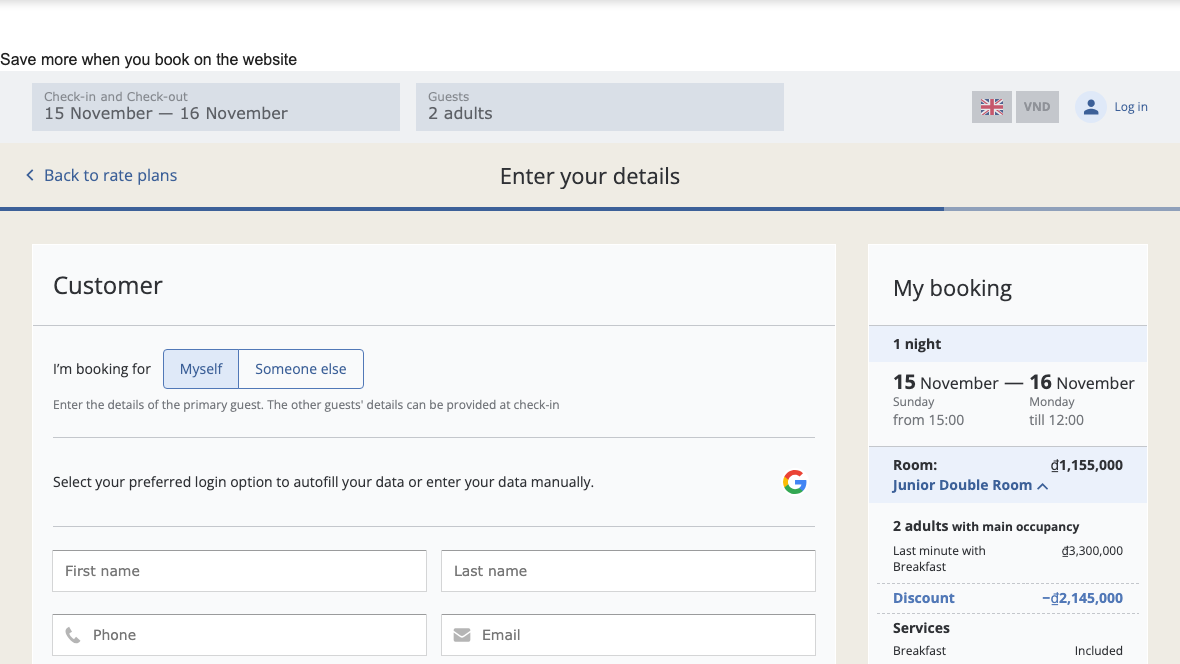 Save more when you book on the website
Check-in and Check-out
15 November — 16 November
Guests
2 adults
VND
Log in
Back to rate plans
Enter your details
Customer
I'm booking for
Myself
Someone else
Enter the details of the primary guest. The other guests' details can be provided at check-in
Select your preferred login option to autofill your data or enter your data manually.
First name
Last name
Phone
Email
My booking
1 night
15 November — 16 November
Sunday
Monday
from 15:00
till 12:00
Room:
₫1,155,000
Junior Double Room
2 adults with main occupancy
Last minute with
Breakfast
₫3,300,000
Discount
−₫2,145,000
Services
Breakfast
Included